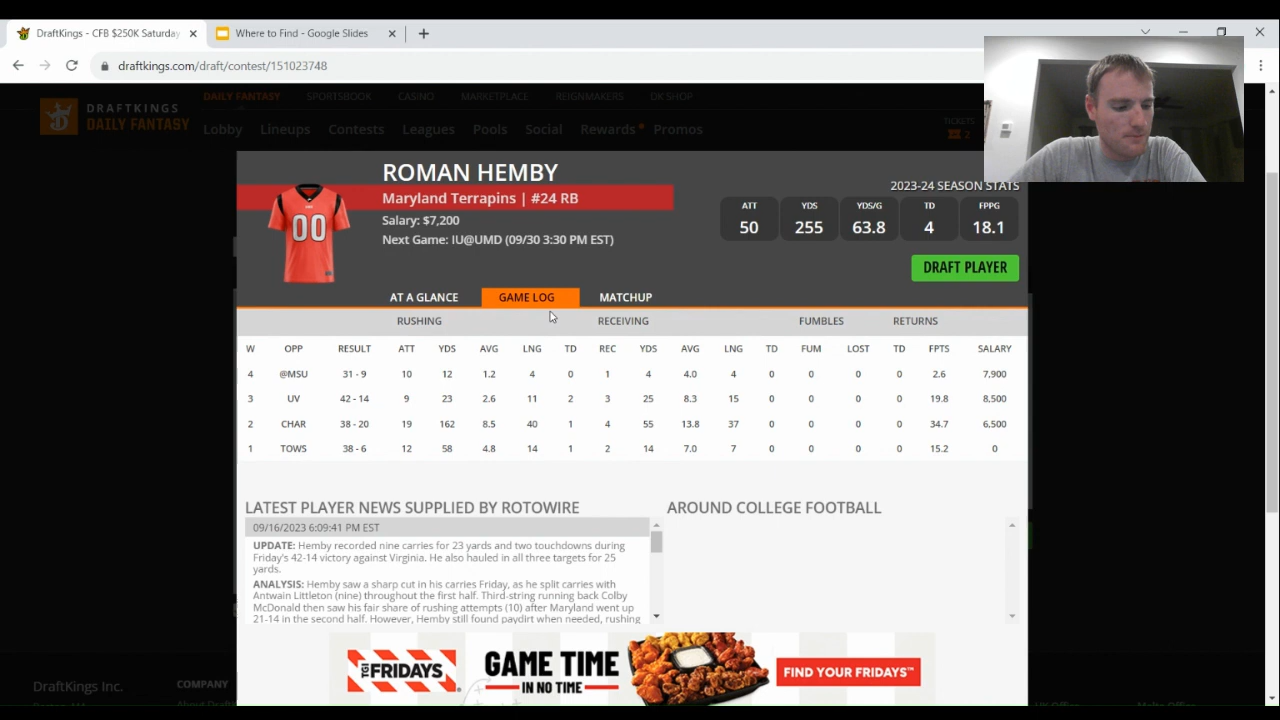 DraftKings - CFB $250K Saturday
Where to Find - Google Slides
draftkings.com/draft/contest/151023748
DRAFTKINGS
DAILY FANTASY
DAILY FANTASY SPORTSBOOK CASINO MARKETPLACE REIGNMAKERS DK SHOP
Lobby Lineups Contests Leagues Pools Social Rewards Promos
TICKETS
2
ROMAN HEMBY
Maryland Terrapins | #24 RB
Salary: $7,200
Next Game: IU@UMD (09/30 3:30 PM EST)
00
2023-24 SEASON STATS
ATT YDS YDS/G TD FPPG
50 255 63.8 4 18.1
DRAFT PLAYER
AT A GLANCE GAME LOG MATCHUP
RUSHING RECEIVING FUMBLES RETURNS
W OPP RESULT ATT YDS AVG LNG TD REC YDS AVG LNG TD FUM LOST TD FPTS SALARY
4 @MSU 31 - 9 10 12 1.2 4 0 1 4 4.0 4 0 0 0 0 2.6 7,900
3 UV 42 - 14 9 23 2.6 11 2 3 25 8.3 15 0 0 0 0 19.8 8,500
2 CHAR 38 - 20 19 162 8.5 40 1 4 55 13.8 37 0 0 0 0 34.7 6,500
1 TOWS 38 - 6 12 58 4.8 14 1 2 14 7.0 7 0 0 0 0 15.2 0
LATEST PLAYER NEWS SUPPLIED BY ROTOWIRE
09/16/2023 6:09:41 PM EST
UPDATE: Hemby recorded nine carries for 23 yards and two touchdowns during
Friday's 42-14 victory against Virginia. He also hauled in all three targets for 25
yards.
ANALYSIS: Hemby saw a sharp cut in his carries Friday, as he split carries with
Antwain Littleton (nine) throughout the first half. Third-string running back Colby
McDonald then saw his fair share of rushing attempts (10) after Maryland went up
21-14 in the second half. However, Hemby still found paydirt when needed, rushing
AROUND COLLEGE FOOTBALL
TGI FRIDAYS
GAME TIME
IN NO TIME
FIND YOUR FRIDAYS™
DraftKings Inc.
COMPANY